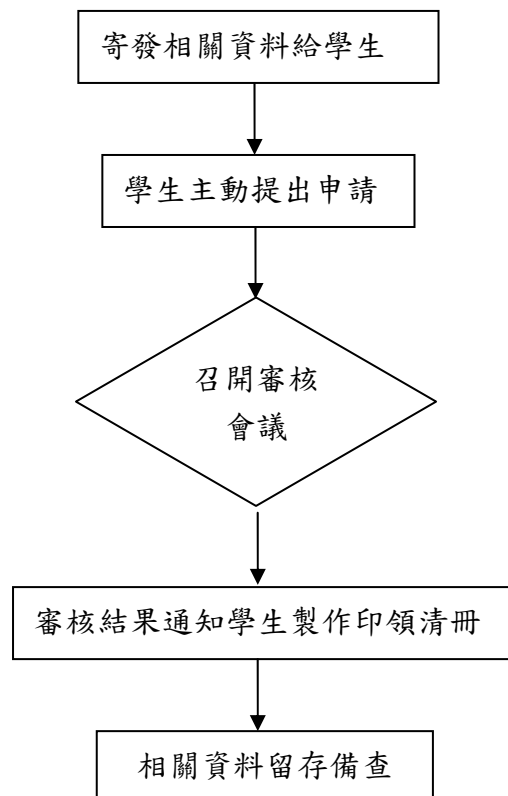 寄發相關資料給學生
學生主動提出申請
召開審核
會議
審核結果通知學生製作印領清冊
相關資料留存備查